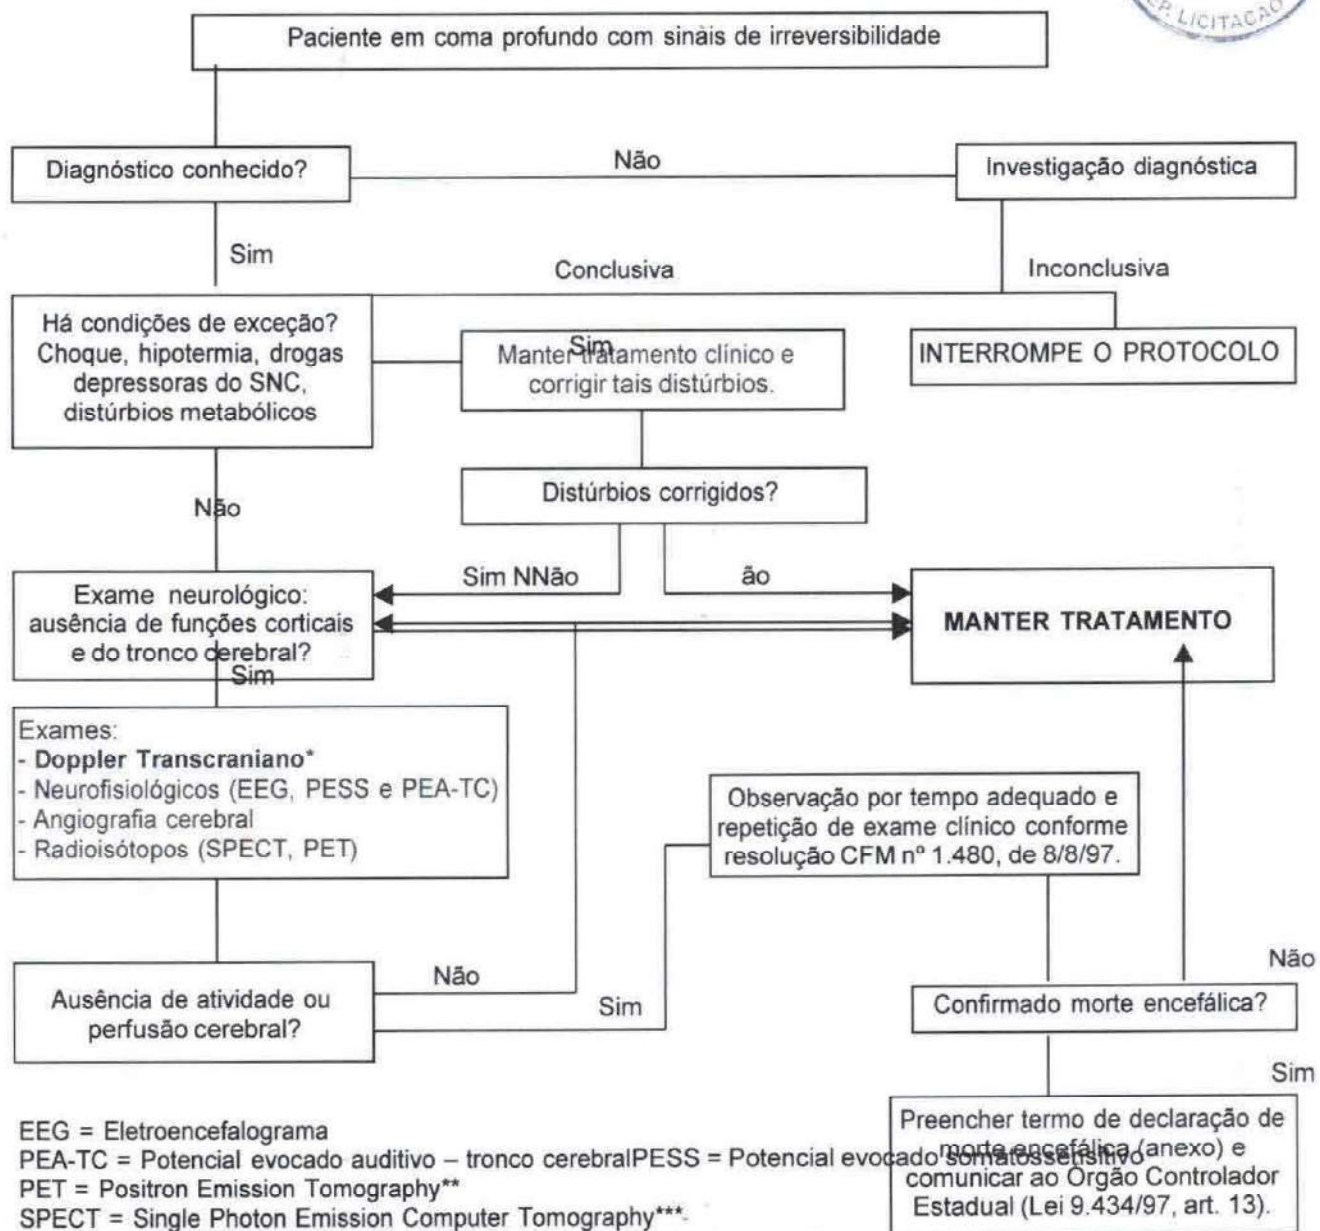 P. LICITACAO
Paciente em coma profundo com sinais de irreversibilidade
Diagnóstico conhecido?
Não
Investigação diagnóstica
Sim
Conclusiva
Inconclusiva
Há condições de exceção?
Choque, hipotermia, drogas
depressoras do SNC,
distúrbios metabólicos
Sim
Manter tratamento clínico e
corrigir tais distúrbios.
INTERROMPE O PROTOCOLO
Não
Distúrbios corrigidos?
Sim NNão
ão
Exame neurológico:
ausência de funções corticais
e do tronco cerebral?
MANTER TRATAMENTO
Sim
Exames:
- Doppler Transcraniano*
- Neurofisiológicos (EEG, PESS e PEA-TC)
- Angiografia cerebral
- Radioisótopos (SPECT, PET)
Observação por tempo adequado e
repetição de exame clínico conforme
resolução CFM nº 1.480, de 8/8/97.
Ausência de atividade ou
perfusão cerebral?
Não
Sim
Não
Confirmado morte encefálica?
Sim
Preencher termo de declaração de
morte encefálica (anexo) e
comunicar ao Órgão Controlador
Estadual (Lei 9.434/97, art. 13).
EEG = Eletroencefalograma
PEA-TC = Potencial evocado auditivo – tronco cerebralPESS = Potencial evocado somatossensitivo
PET = Positron Emission Tomography**
SPECT = Single Photon Emission Computer Tomography***